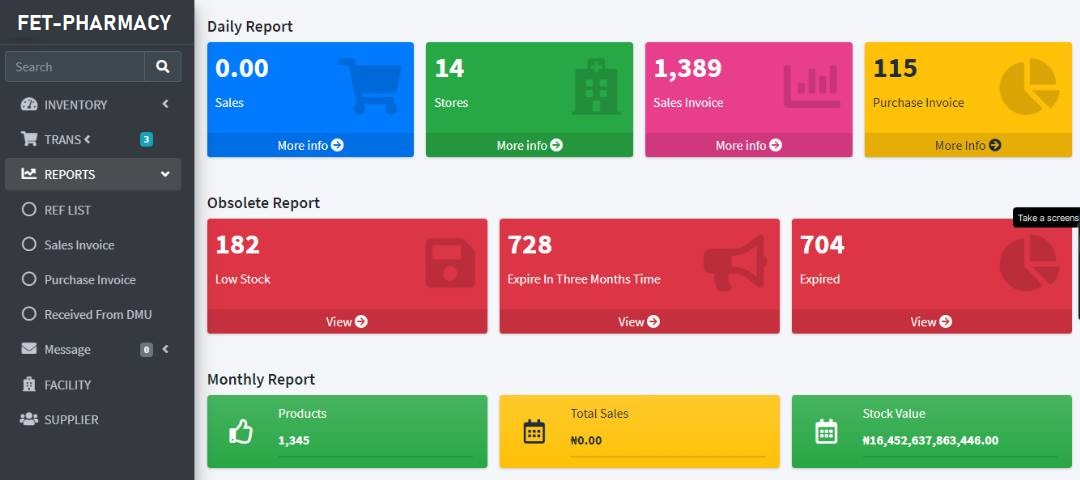 FET-PHARMACY
Search
INVENTORY
TRANS 3
REPORTS
REF LIST
Sales Invoice
Purchase Invoice
Received From DMU
Message 0
FACILITY
SUPPLIER
Daily Report
0.00
Sales
More info
14
Stores
More info
1,389
Sales Invoice
More info
115
Purchase Invoice
More Info
Obsolete Report
Take a screens
182
Low Stock
View
728
Expire In Three Months Time
View
704
Expired
View
Monthly Report
Products
1,345
Total Sales
₦0.00
Stock Value
₦16,452,637,863,446.00